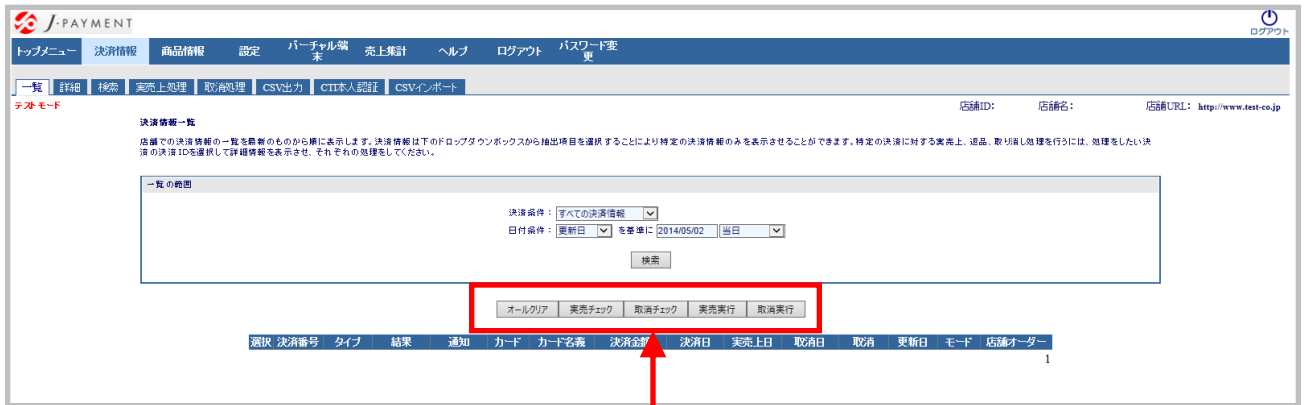 J-PAYMENT
ログアウト
トップメニュー 決済情報 商品情報 設定 バーチャル端末 売上集計 ヘルプ ログアウト パスワード変更
一覧 詳細 検索 実売上処理 取消処理 CSV出力 CTI本人認証 CSVインポート
テストモード 店舗ID: 店舗名: 店舗URL: http://www.test-co.jp
決済情報一覧
店舗での決済情報の一覧を最新のものから順に表示します。決済情報は下のドロップダウンボックスから抽出項目を選択することにより特定の決済情報のみを表示させることができます。特定の決済に対する実売上、返品、取り消し処理を行うには、処理をしたい決
済の決済IDを選択して詳細情報を表示させ、それぞれの処理をしてください。
一覧の範囲
決済条件: すべての決済情報
日付条件: 更新日 を基準に 2014/05/02 当日
検索
オールクリア 実売チェック 取消チェック 実売実行 取消実行
選択 決済番号 タイプ 結果 通知 カード カード名義 決済金額 決済日 実売上日 取消日 取消 更新日 モード 店舗オーダー
1